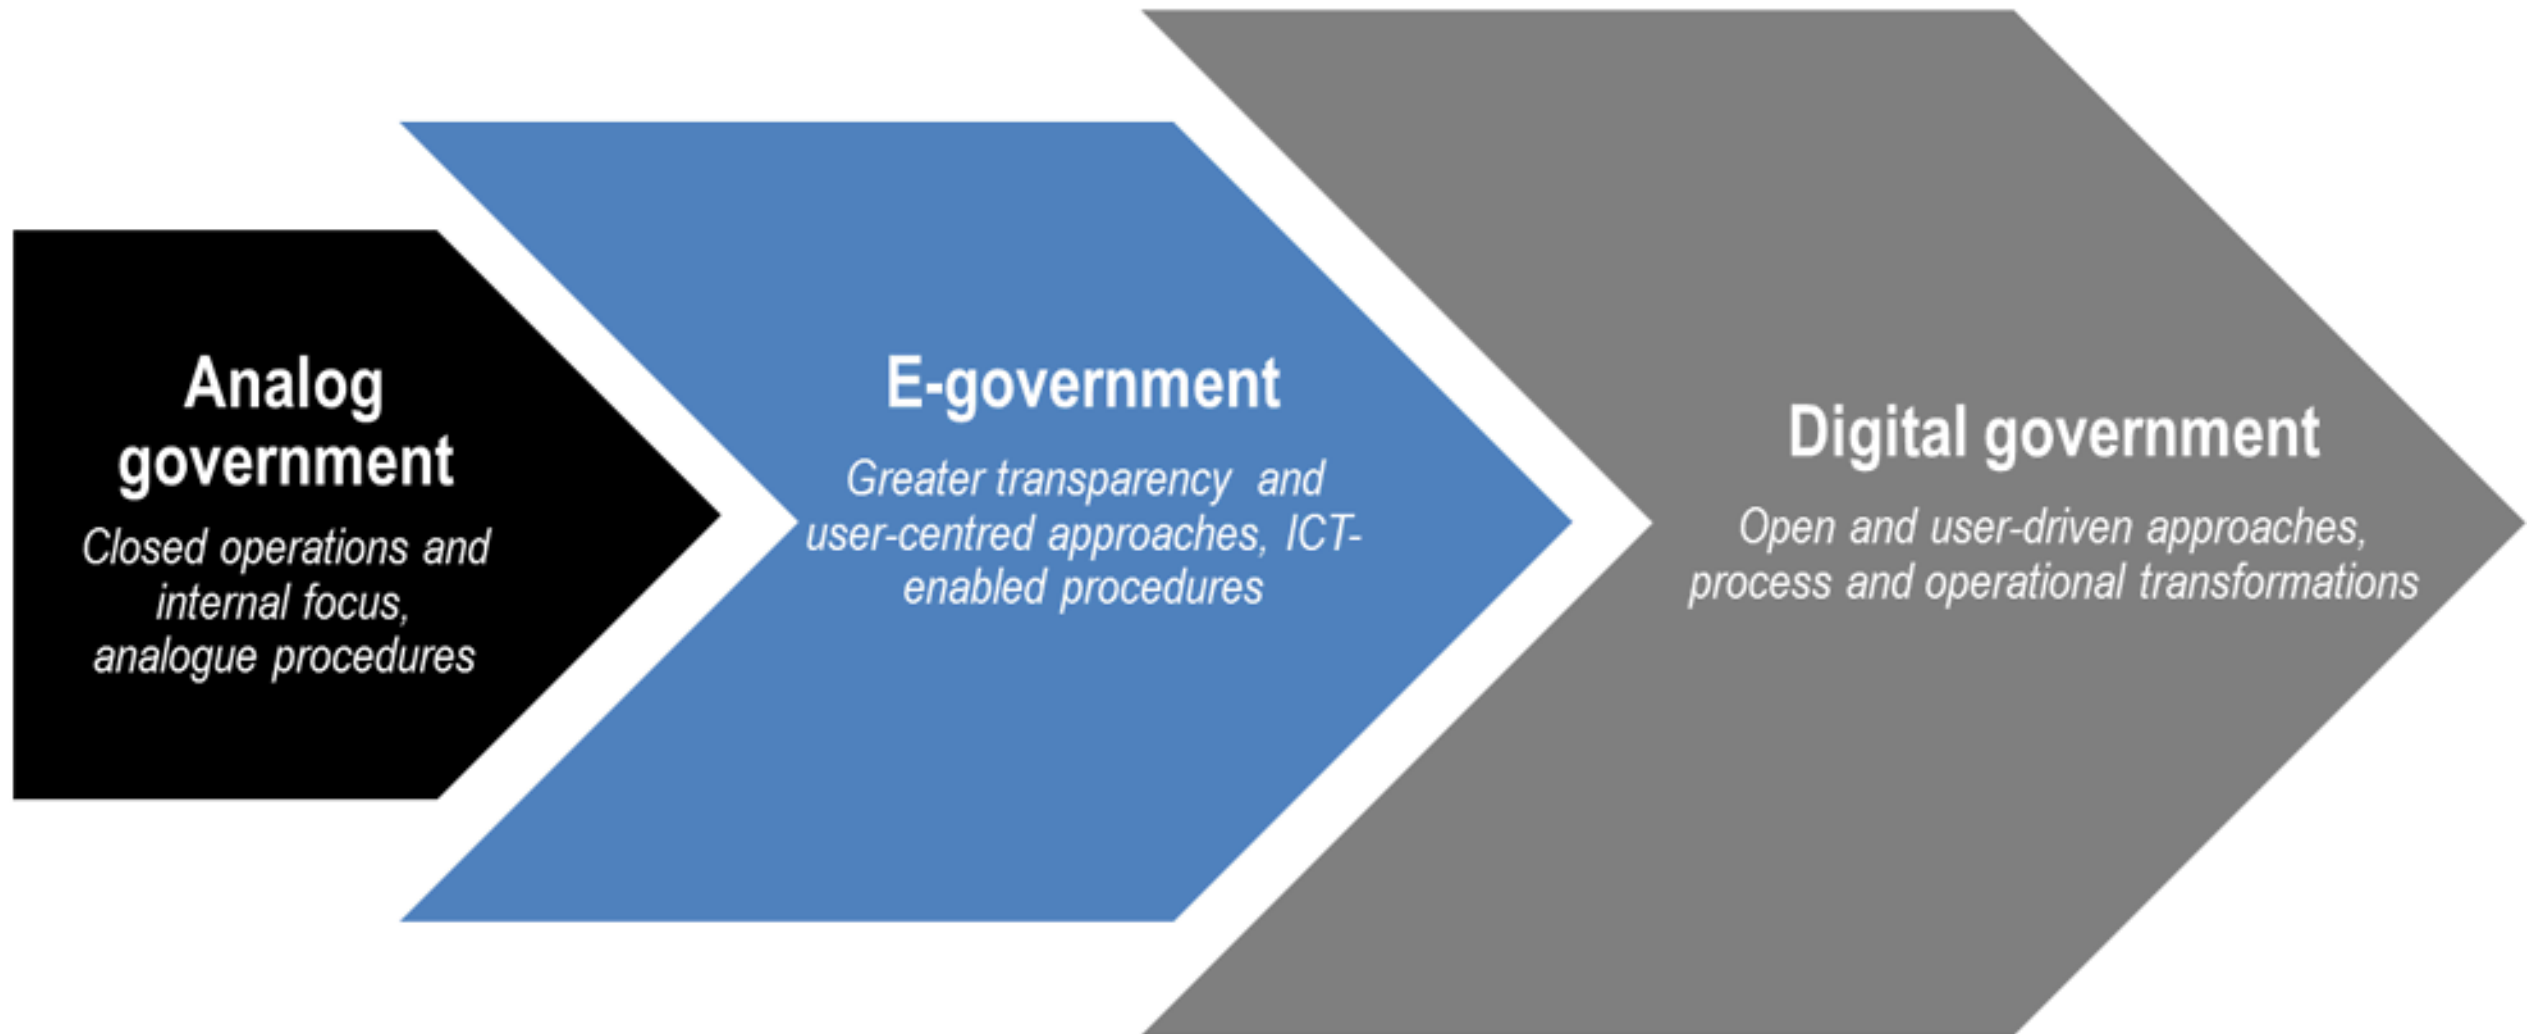 Analog
government
Closed operations and
internal focus,
analogue procedures
E-government
Greater transparency  and
user-centred approaches, ICT-
enabled procedures
Digital government
Open and user-driven approaches,
process and operational transformations